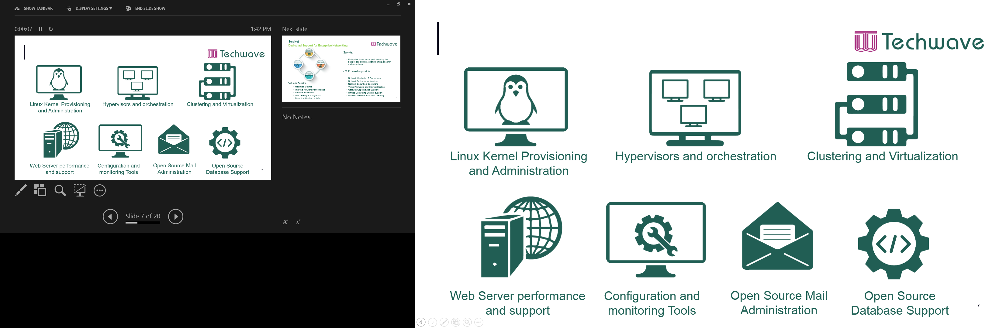 SHOW TASKBAR
DISPLAY SETTINGS ▼
END SLIDE SHOW
0:00:07
1:42 PM
Next slide
Techwave
Linux Kernel Provisioning
and Administration
Hypervisors and orchestration
Clustering and Virtualization
Web Server performance
and support
Configuration and
monitoring Tools
Open Source Mail
Administration
Open Source
Database Support
7
ServNet
Dedicated Support for Enterprise Networking
Techwave
ServNet:
• Enterprise Network support covering the
design, deployment, strengthening, security
and operations
• CoE based support for
• Network Monitoring & Operations
• Network Performance Analysis
• Network Security & Operations
• Virtual Networks and Internet Hosting
• Gateway/Edge Device Support
• Unified Computing System support
• Wireless Network Support & Security
Value & Benefits
• Maximize Uptime
• Improve Network Performance
• Network Protection
• Low Latency & Congestion
• Complete Control on Infra
No Notes.
Slide 7 of 20
A A
Techwave
Linux Kernel Provisioning
and Administration
Hypervisors and orchestration
Clustering and Virtualization
Web Server performance
and support
Configuration and
monitoring Tools
Open Source Mail
Administration
Open Source
Database Support
7